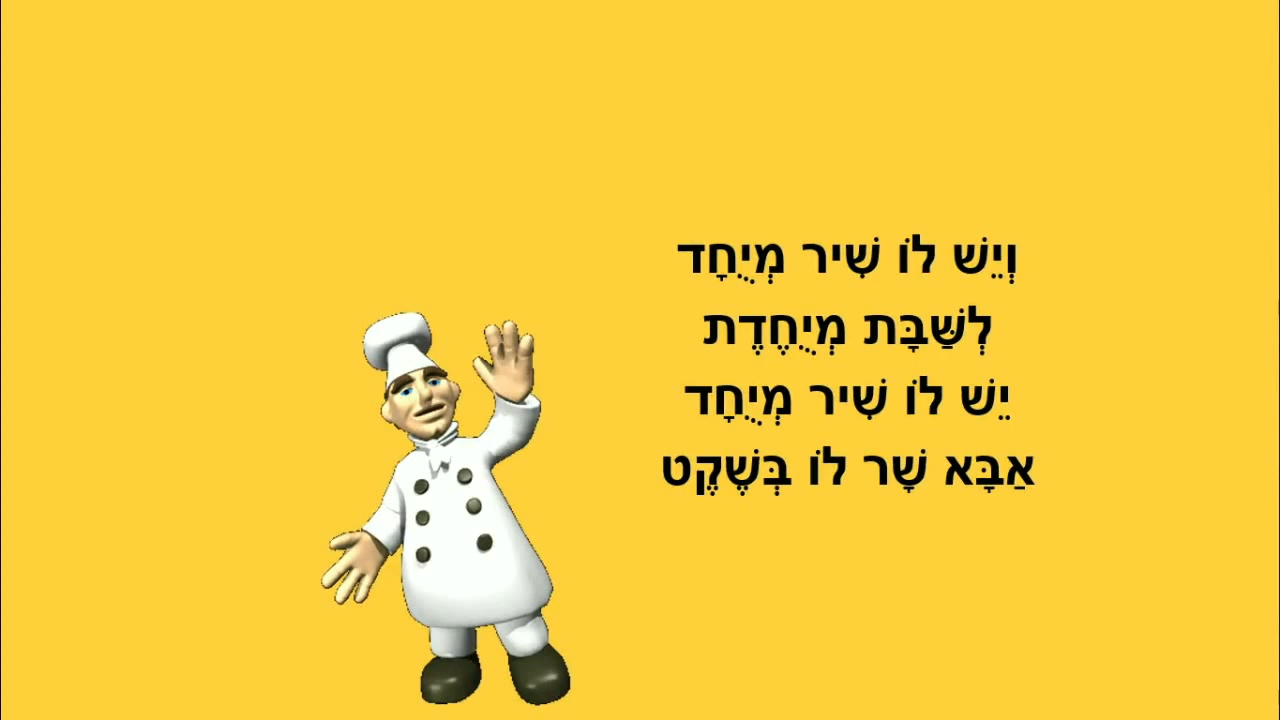 וְיֵשׁ לוֹ שִׁיר מְיֻחָד
לְשַּׁבָּת מְיֻחֶדֶת
יֵשׁ לוֹ שִׁיר מְיֻחָד
אַבָּא שָׁר לוֹ בְּשֶׁקֶט